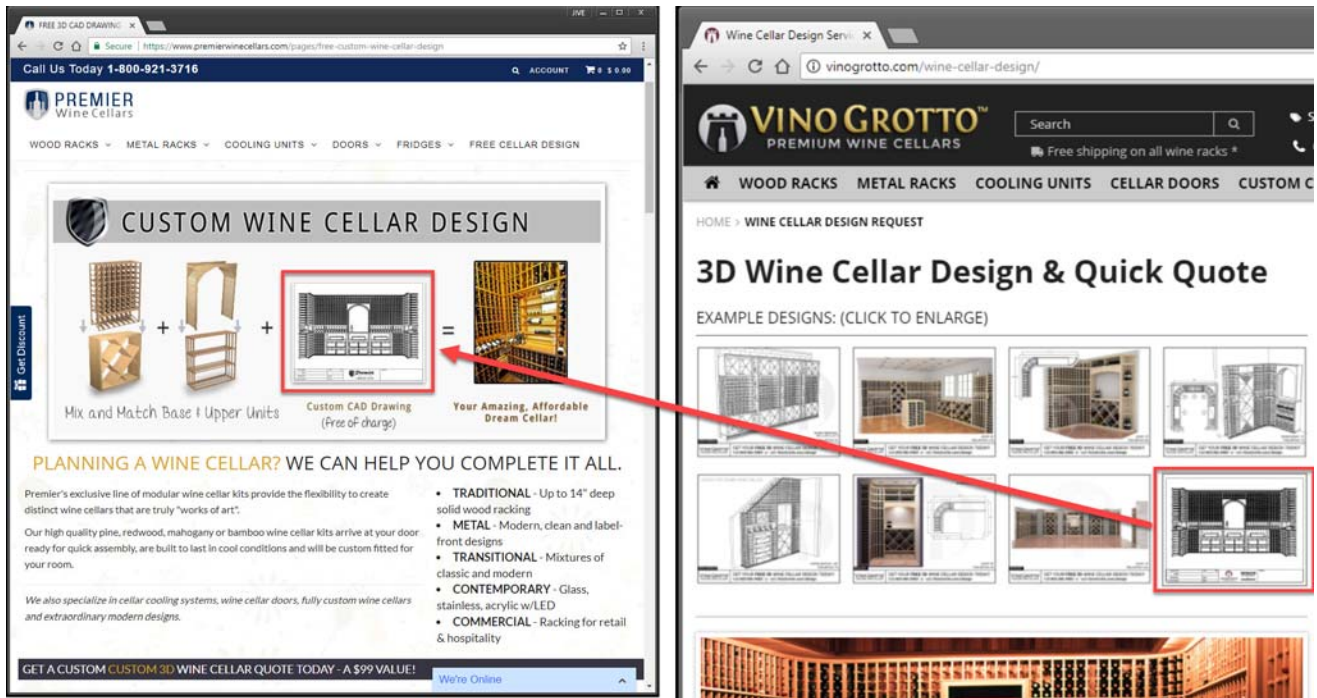 JIVE
FREE 3D CAD DRAWING
Secure | https://www.premierwinecellars.com/pages/free-custom-wine-cellar-design
Call Us Today 1-800-921-3716
ACCOUNT 0 $ 0.00
PREMIER
Wine Cellars
WOOD RACKS METAL RACKS COOLING UNITS DOORS FRIDGES FREE CELLAR DESIGN
CUSTOM WINE CELLAR DESIGN
+ + =
Get Discount
Mix and Match Base & Upper Units
Custom CAD Drawing
(free of charge)
Your Amazing, Affordable
Dream Cellar!
PLANNING A WINE CELLAR? WE CAN HELP YOU COMPLETE IT ALL.
Premier's exclusive line of modular wine cellar kits provide the flexibility to create
distinct wine cellars that are truly "works of art".
Our high quality pine, redwood, mahogany or bamboo wine cellar kits arrive at your door
ready for quick assembly, are built to last in cool conditions and will be custom fitted for
your room.
We also specialize in cellar cooling systems, wine cellar doors, fully custom wine cellars
and extraordinary modern designs.
• TRADITIONAL - Up to 14" deep
solid wood racking
• METAL - Modern, clean and label-
front designs
• TRANSITIONAL - Mixtures of
classic and modern
• CONTEMPORARY - Glass,
stainless, acrylic w/LED
• COMMERCIAL - Racking for retail
& hospitality
GET A CUSTOM CUSTOM 3D WINE CELLAR QUOTE TODAY - A $99 VALUE!
We're Online
Wine Cellar Design Servi
vinogrotto.com/wine-cellar-design/
VINO GROTTO™
PREMIUM WINE CELLARS
Search
Free shipping on all wine racks *
S
WOOD RACKS METAL RACKS COOLING UNITS CELLAR DOORS CUSTOM C
HOME > WINE CELLAR DESIGN REQUEST
3D Wine Cellar Design & Quick Quote
EXAMPLE DESIGNS: (CLICK TO ENLARGE)